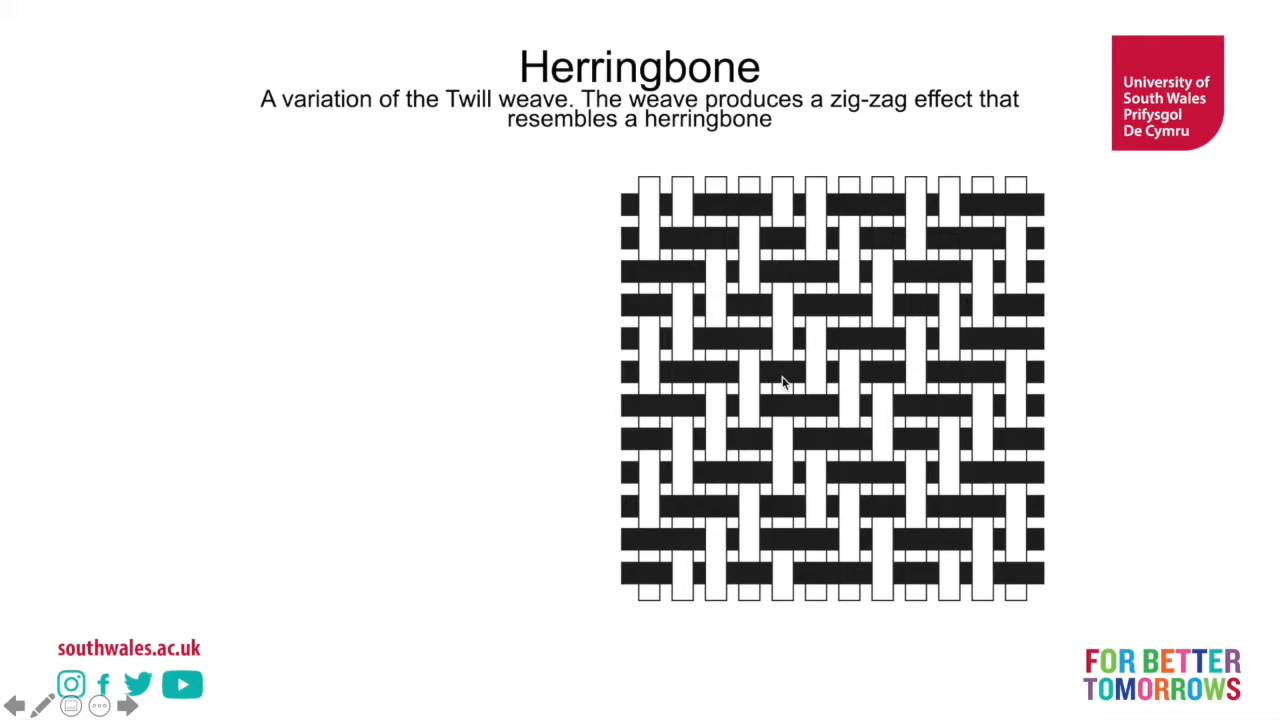 Herringbone
A variation of the Twill weave. The weave produces a zig-zag effect that
resembles a herringbone
University of
South Wales
Prifysgol
De Cymru
southwales.ac.uk
FOR BETTER
TOMORROWS